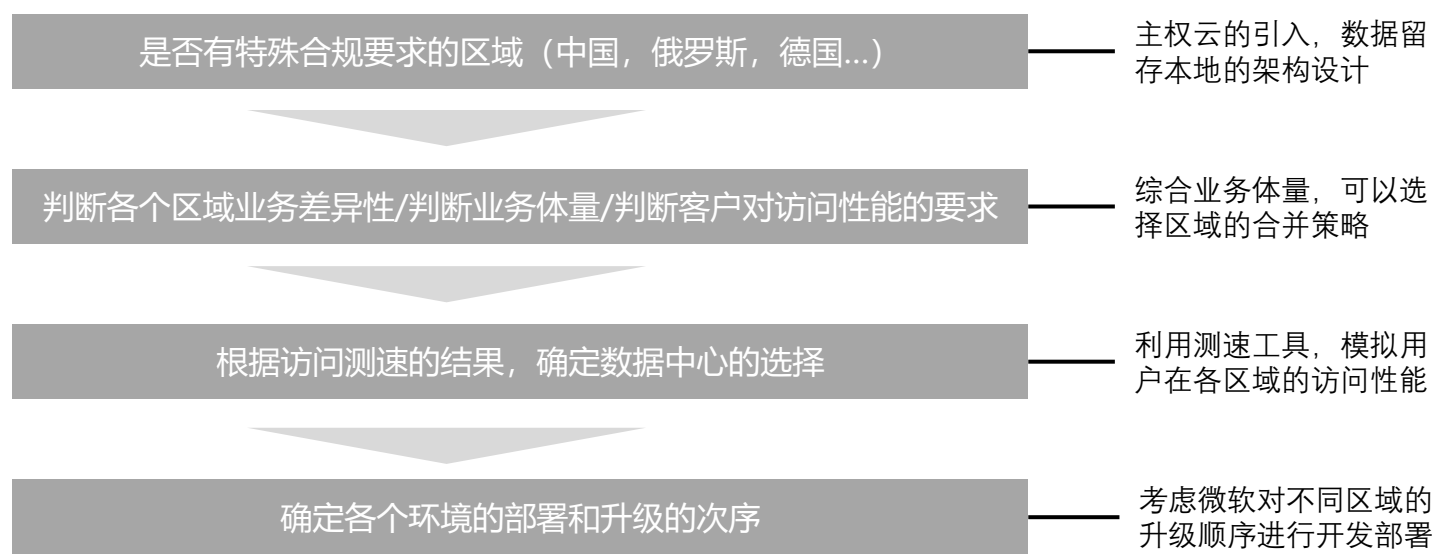 是否有特殊合规要求的区域（中国，俄罗斯，德国...）
主权云的引入，数据留
存本地的架构设计
判断各个区域业务差异性/判断业务体量/判断客户对访问性能的要求
综合业务体量，可以选
择区域的合并策略
根据访问测速的结果，确定数据中心的选择
利用测速工具，模拟用
户在各区域的访问性能
确定各个环境的部署和升级的次序
考虑微软对不同区域的
升级顺序进行开发部署